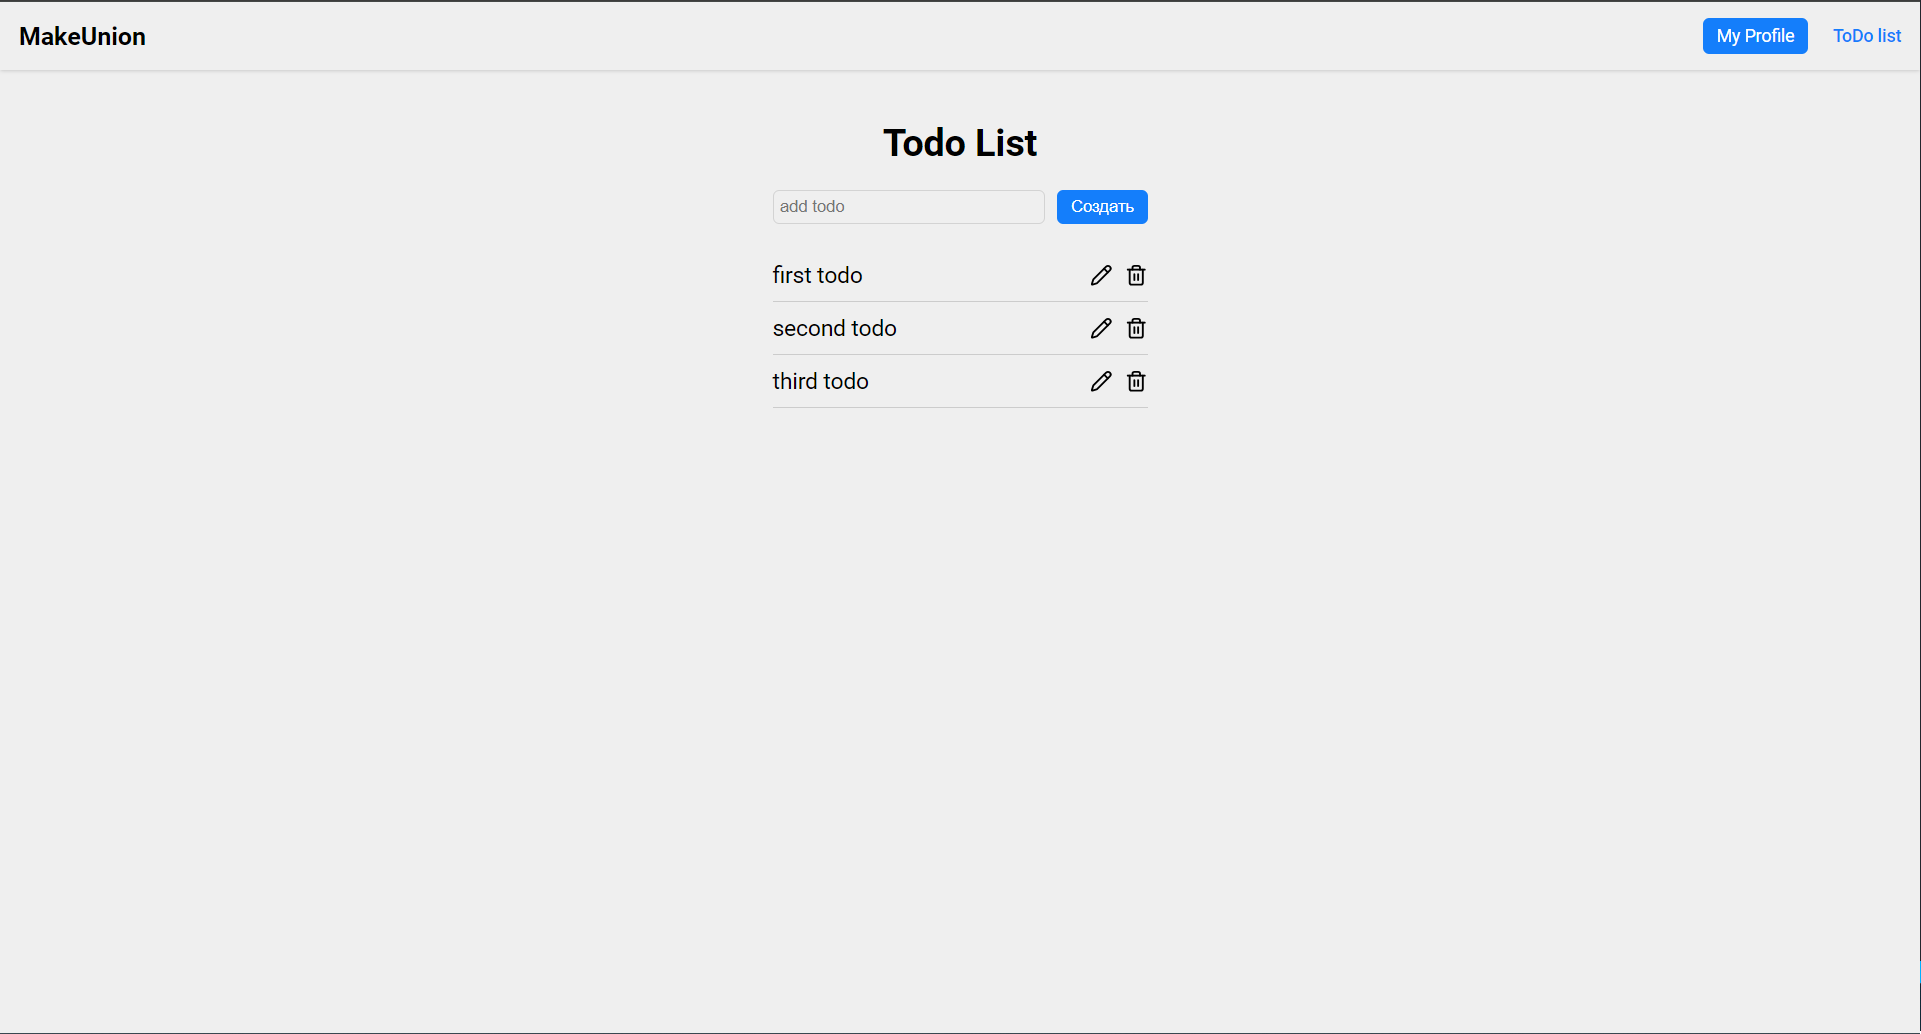 MakeUnion
My Profile
ToDo list
Todo List
add todo
Создать
first todo
second todo
third todo